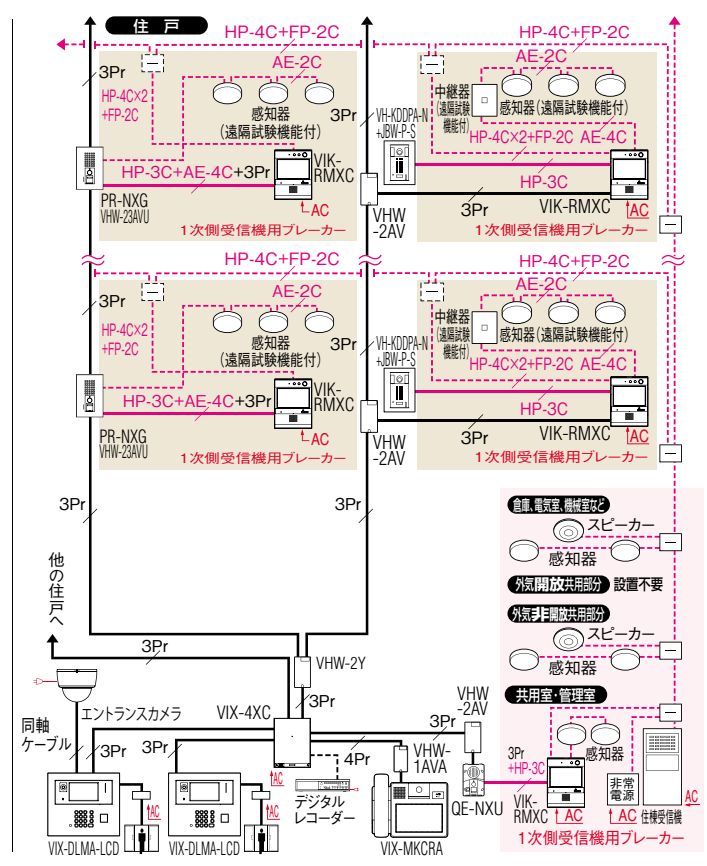 住 戸
HP-4C+FP-2C
HP-4C+FP-2C
3Pr
AE-2C
HP-4C×2
+FP-2C
感知器
(遠隔試験機能付)
3Pr
VIK-
RMXC
HP-3C+AE-4C+3Pr
PR-NXG
VHW-23AVU
AC
1次側受信機用ブレーカー
AE-2C
中継器
(遠隔試験
機能付)
感知器(遠隔試験機能付)
VH-KDDPA-N
+JBW-P-S
HP-4C×2+FP-2C
AE-4C
HP-3C
3Pr
VIK-RMXC
VHW
-2AV
AC
1次側受信機用ブレーカー
HP-4C+FP-2C
HP-4C+FP-2C
3Pr
AE-2C
HP-4C×2
+FP-2C
感知器
(遠隔試験機能付)
3Pr
VIK-
RMXC
HP-3C+AE-4C+3Pr
PR-NXG
VHW-23AVU
AC
1次側受信機用ブレーカー
AE-2C
中継器
(遠隔試験
機能付)
感知器(遠隔試験機能付)
VH-KDDPA-N
+JBW-P-S
HP-4C×2+FP-2C
AE-4C
HP-3C
3Pr
VIK-RMXC
VHW
-2AV
AC
1次側受信機用ブレーカー
3Pr
3Pr
倉庫、電気室、機械室など
スピーカー
感知器
外気開放共用部分 設置不要
外気非開放共用部分
スピーカー
感知器
他の住戸へ
3Pr
VHW-2Y
3Pr
エントランスカメラ
VIX-4XC
同軸
ケーブル
3Pr
3Pr
4Pr
3Pr
VHW
-2AV
VHW-
1AVA
AC
デジタル
レコーダー
AC
AC
VIX-DLMA-LCD
VIX-DLMA-LCD
VIX-MKCRA
QE-NXU
共用室・管理室
感知器
3Pr
+HP-3C
VIK-
RMXC
非常
電源
住棟受信機
AC
AC
AC
1次側受信機用ブレーカー